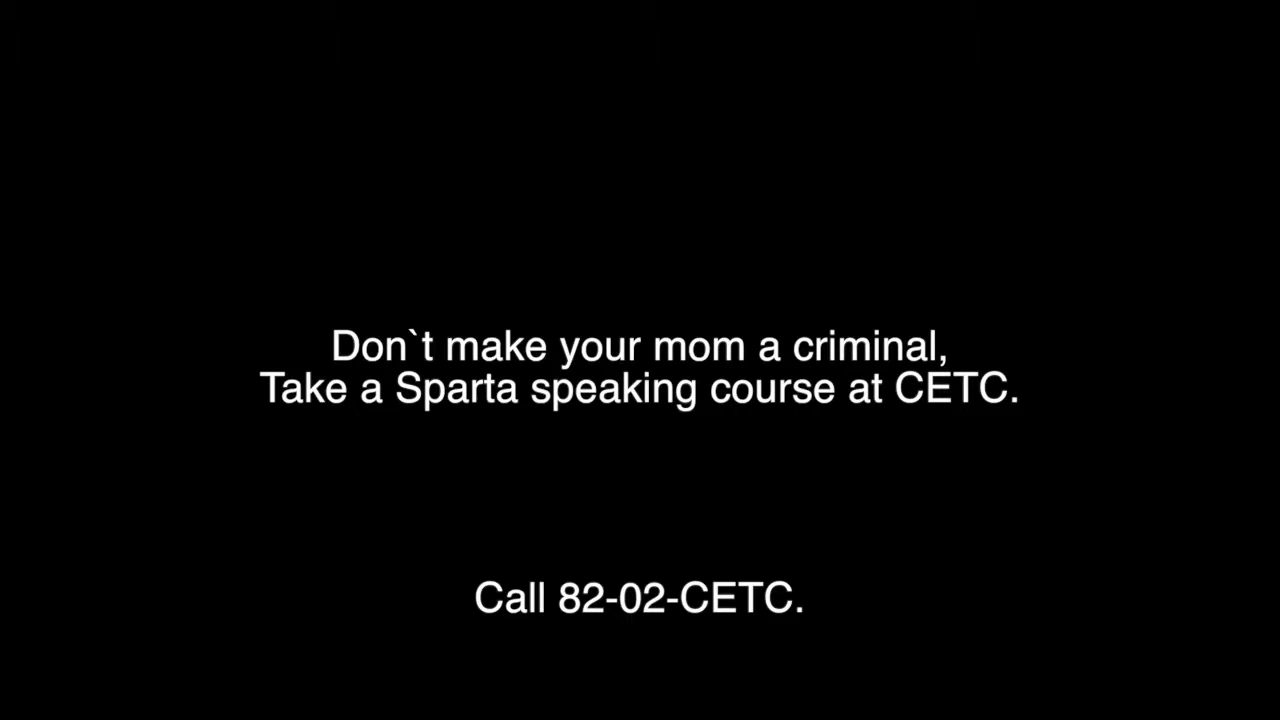 Don`t make your mom a criminal,
Take a Sparta speaking course at CETC.
Call 82-02-CETC.